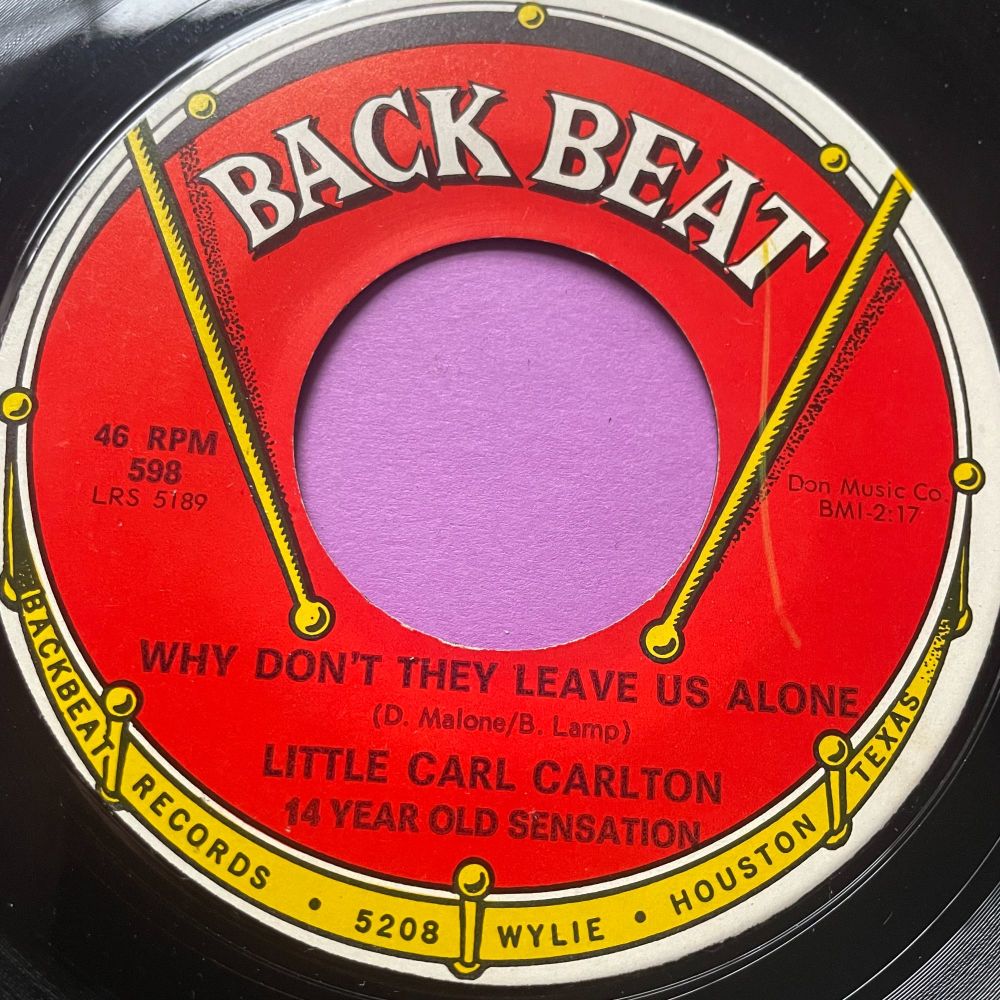 BACK BEAT
46 RPM
598
LRS 5189
Don Music Co.
BMI-2:17
WHY DON'T THEY LEAVE US ALONE
(D. Malone/B. Lamp)
LITTLE CARL CARLTON
14 YEAR OLD SENSATION
BACKBEAT RECORDS • 5208 WYLIE • HOUSTON TEXAS